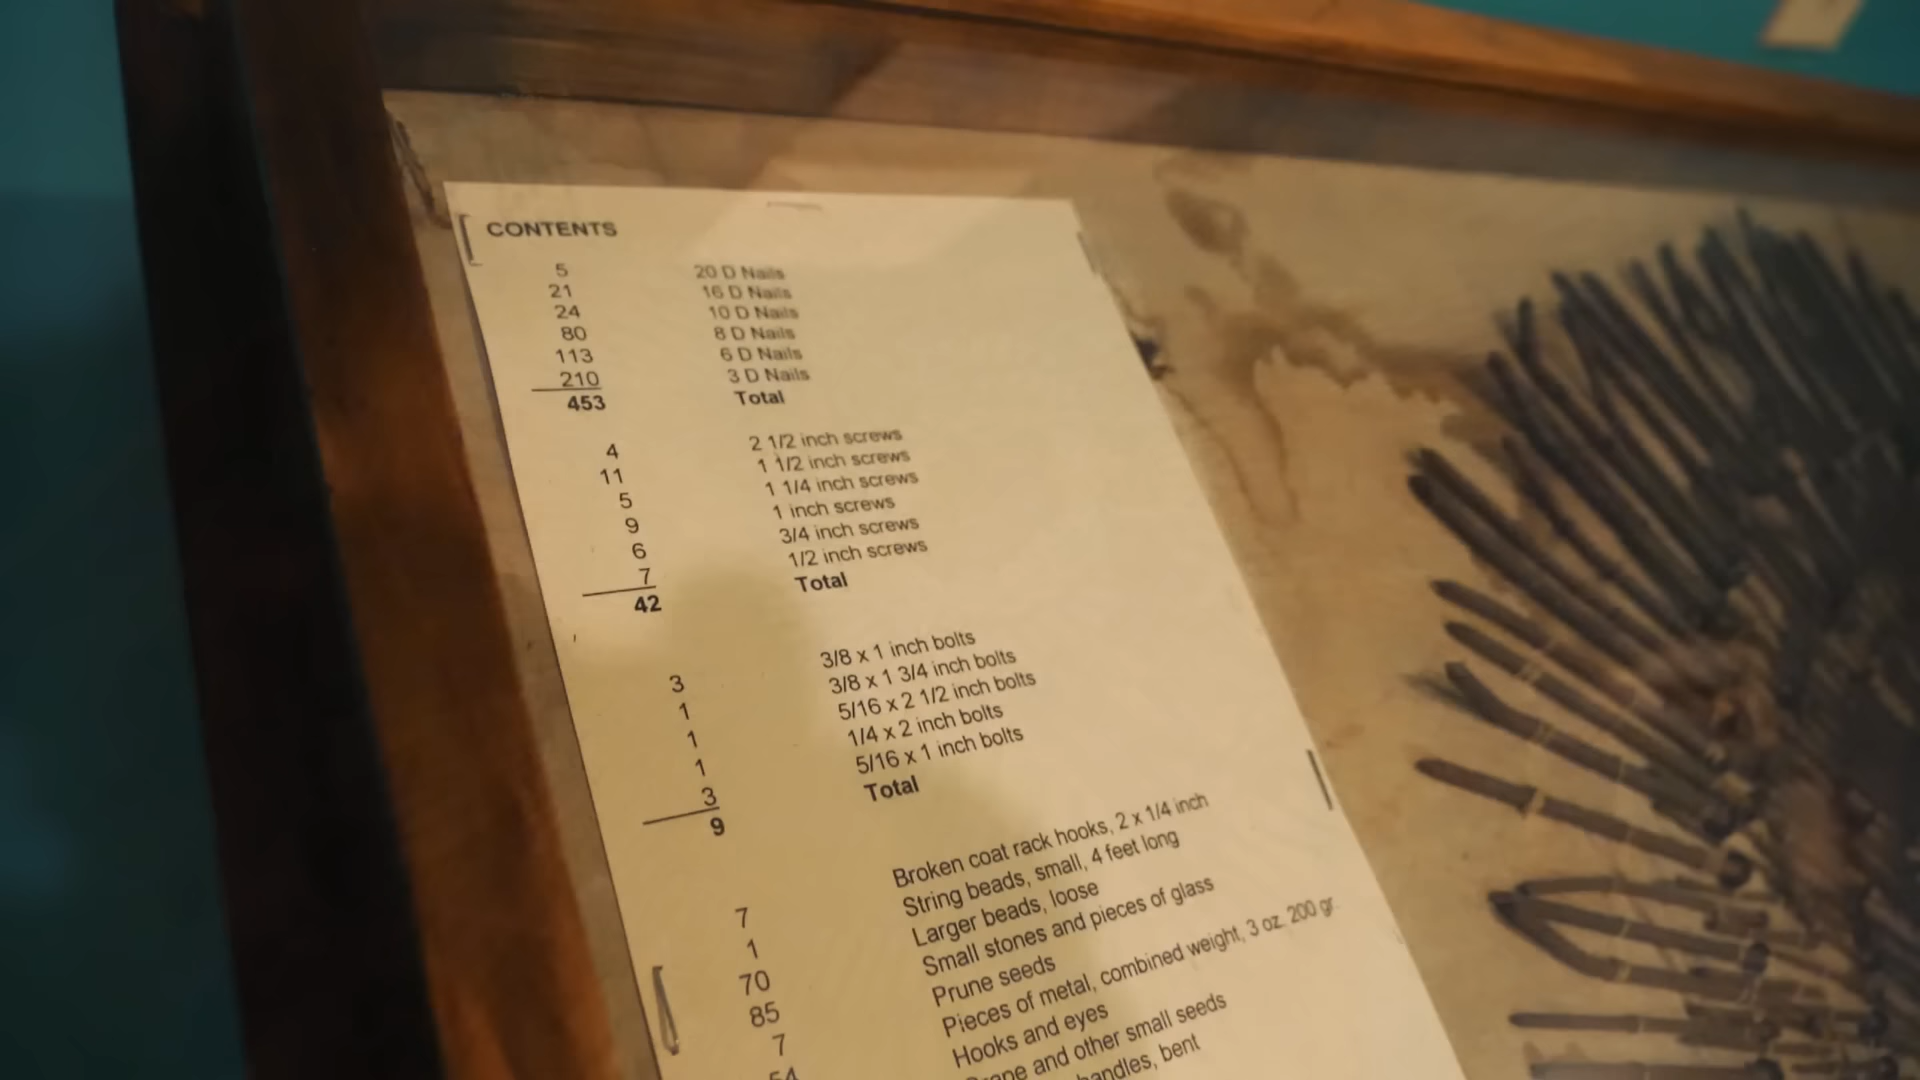 CONTENTS
5 20 D Nails
21 16 D Nails
24 10 D Nails
80 8 D Nails
113 6 D Nails
210 3 D Nails
453 Total
4 2 1/2 inch screws
11 1 1/2 inch screws
5 1 1/4 inch screws
9 1 inch screws
6 3/4 inch screws
7 1/2 inch screws
42 Total
3 3/8 x 1 inch bolts
1 3/8 x 1 3/4 inch bolts
1 5/16 x 2 1/2 inch bolts
1 1/4 x 2 inch bolts
3 5/16 x 1 inch bolts
9 Total
7 Broken coat rack hooks, 2 x 1/4 inch
1 String beads, small, 4 feet long
70 Larger beads, loose
85 Small stones and pieces of glass
7 Prune seeds
54 Pieces of metal, combined weight, 3 oz. 200 gr.
Hooks and eyes
and other small seeds
handles, bent